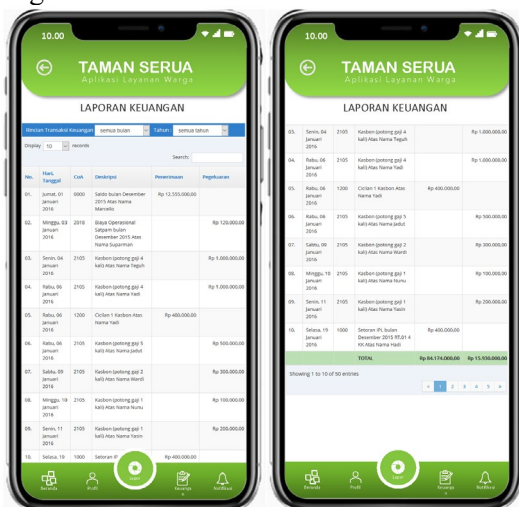 10.00
TAMAN SERUA
Aplikasi Layanan Warga
LAPORAN KEUANGAN
Rincian Transaksi Keuangan semua bulan Tahun semua tahun
Display 10 records
Search:
No. Hari, Tanggal CoA Deskripsi Penerimaan Pegeluaran
01. Jumat, 01 Januari 2016 0000 Saldo bulan Desember 2015 Atas Nama Marcello Rp 12,555.000,00
02. Minggu, 03 Januari 2016 2018 Biaya Operasional Satpam bulan Desember 2015 Atas Nama Suparman Rp 120.000,00
03. Senin, 04 Januari 2016 2105 Kasbon (potong gaji 4 kali) Atas Nama Teguh Rp 1.000.000,00
04. Rabu, 06 Januari 2016 2105 Kasbon (potong gaji 4 kali) Atas Nama Yadi Rp 1.000.000,00
05. Rabu, 06 Januari 2016 1200 Cicilan 1 Kasbon Atas Nama Yadi Rp 400.000,00
06. Rabu, 06 Januari 2016 2105 Kasbon (potong gaji 5 kali) Atas Nama Jadut Rp 500.000,00
07. Sabtu, 09 Januari 2016 2105 Kasbon (potong gaji 2 kali) Atas Nama Wardi Rp 300.000,00
08. Minggu, 10 Januari 2016 2105 Kasbon (potong gaji 1 kali) Atas Nama Nunu Rp 100.000,00
09. Senin, 11 Januari 2016 2105 Kasbon (potong gaji 1 kali) Atas Nama Yasin Rp 200.000,00
10. Selasa, 19 1000 Setoran Rp 400.000,00
Beranda Profil Logout Keuangan Notifikasi
10.00
TAMAN SERUA
Aplikasi Layanan Warga
LAPORAN KEUANGAN
03. Senin, 04 Januari 2016 2105 Kasbon (potong gaji 4 kali) Atas Nama Teguh Rp 1.000.000,00
04. Rabu, 06 Januari 2016 2105 Kasbon (potong gaji 4 kali) Atas Nama Yadi Rp 1.000.000,00
05. Rabu, 06 Januari 2016 1200 Cicilan 1 Kasbon Atas Nama Yadi Rp 400.000,00
06. Rabu, 06 Januari 2016 2105 Kasbon (potong gaji 5 kali) Atas Nama Jadut Rp 500.000,00
07. Sabtu, 09 Januari 2016 2105 Kasbon (potong gaji 2 kali) Atas Nama Wardi Rp 300.000,00
08. Minggu, 10 Januari 2016 2105 Kasbon (potong gaji 1 kali) Atas Nama Nunu Rp 100.000,00
09. Senin, 11 Januari 2016 2105 Kasbon (potong gaji 1 kali) Atas Nama Yasin Rp 200.000,00
10. Selasa, 19 Januari 2016 1000 Setoran IPL bulan Desember 2015 RT.01 4 KK Atas Nama Hadi Rp 400.000,00
TOTAL Rp 84.174.000,00 Rp 15.930.000,00
Showing 1 to 10 of 50 entries
« 1 2 3 4 5 »
Beranda Profil Logout Keuangan Notifikasi